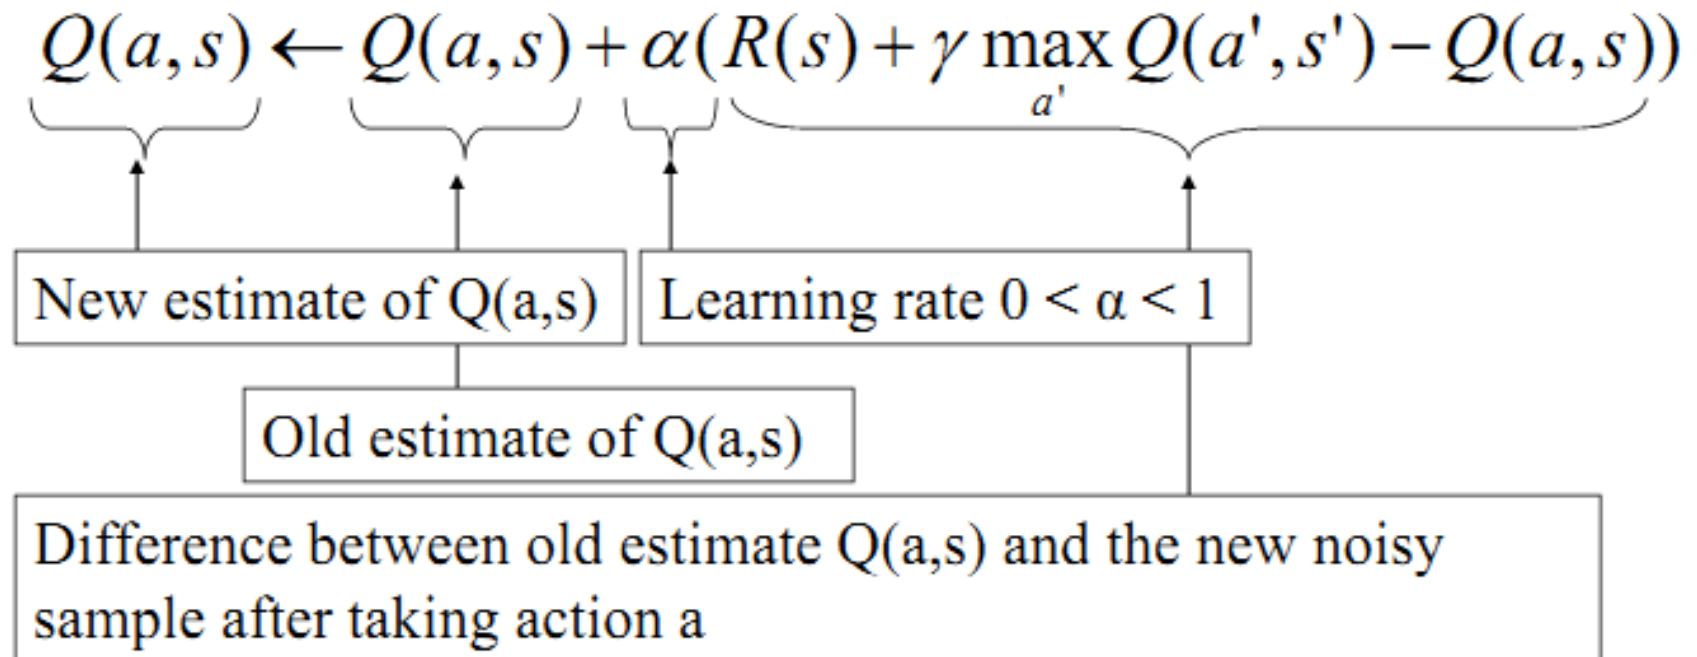 Q(a,s) ← Q(a,s) + α(R(s) + γ max Q(a',s') − Q(a,s))
a'
New estimate of Q(a,s)
Learning rate 0 < α < 1
Old estimate of Q(a,s)
Difference between old estimate Q(a,s) and the new noisy
sample after taking action a